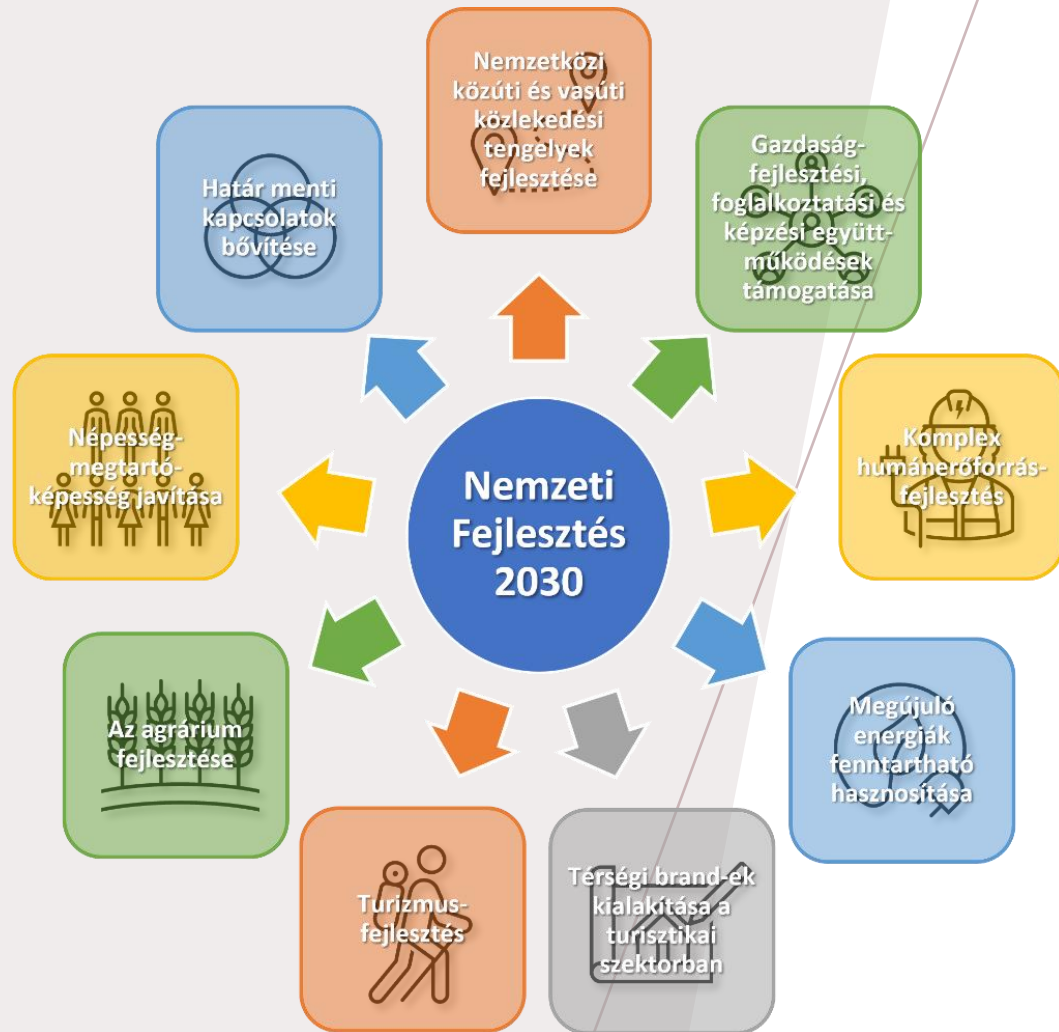 Nemzetközi
közúti és vasúti
közlekedési
tengelyek
fejlesztése
Gazdaság-
fejlesztési,
foglalkoztatási és
képzési együtt-
működések
támogatása
Komplex
humánerőforrás-
fejlesztés
Megújuló
energiák
fenntartható
hasznosítása
Térségi brand-ek
kialakítása a
turisztikai
szektorban
Turizmus-
fejlesztés
Az agrárium
fejlesztése
Népesség-
megtartó-
képesség javítása
Határ menti
kapcsolatok
bővítése
Nemzeti
Fejlesztés
2030